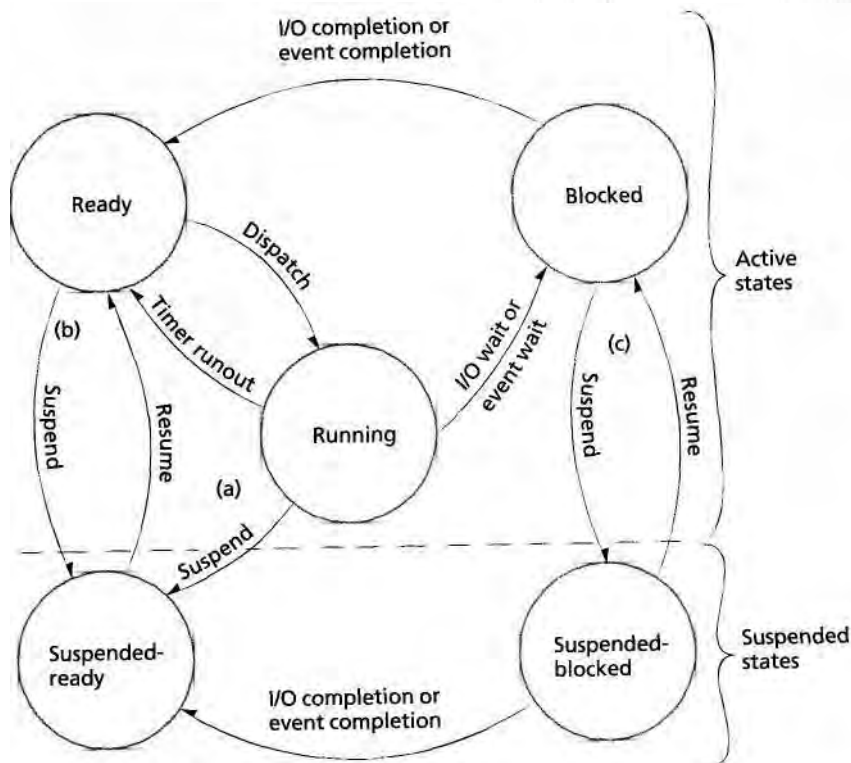 I/O completion or
event completion
Ready
Blocked
Dispatch
Active
states
Timer runout
(b)
I/O wait or
event wait
(c)
Suspend
Resume
Running
Suspend
Resume
(a)
Suspend
Suspended-
ready
Suspended-
blocked
Suspended
states
I/O completion or
event completion